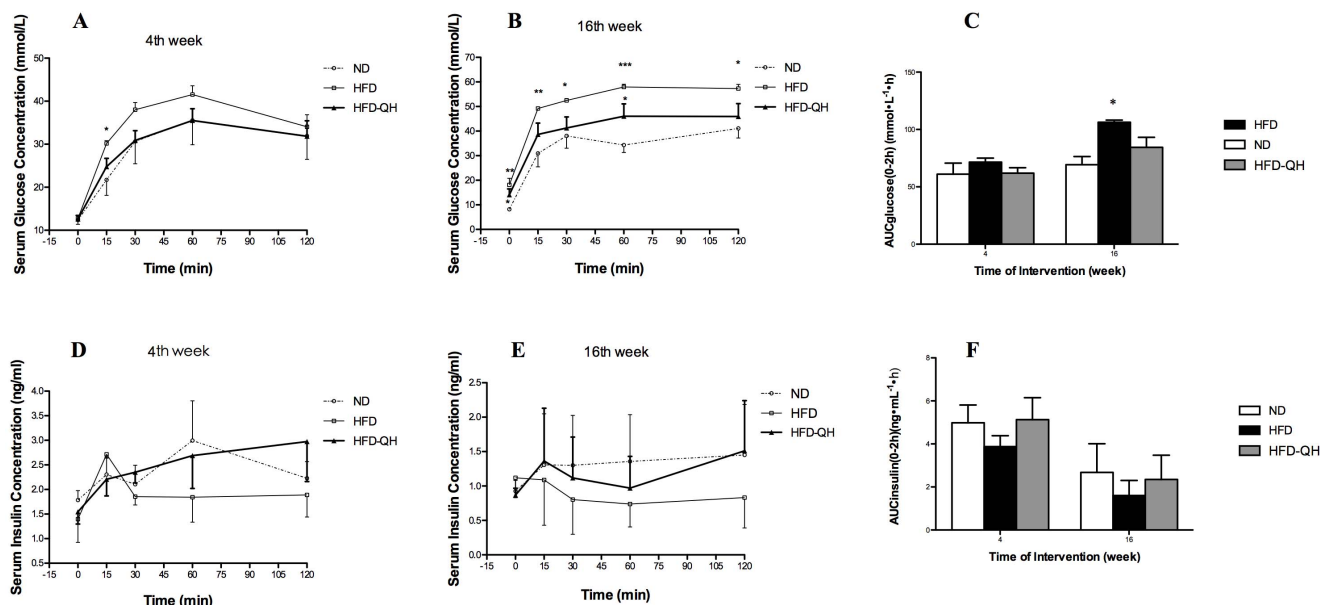 A
4th week
Serum Glucose Concentration (mmol/L)
50
40
30
20
10
*
-15 0 15 30 45 60 75 90 105 120
Time (min)
ND
HFD
HFD-QH
B
16th week
Serum Glucose Concentration (mmol/L)
70
60
50
40
30
20
10
0
** * ** * *** * *
-15 0 15 30 45 60 75 90 105 120
Time (min)
ND
HFD
HFD-QH
C
AUCglucose(0-2h) (mmol•L-1•h)
150
100
50
0
*
4 16
Time of Intervention (week)
HFD
ND
HFD-QH
D
4th week
Serum Insulin Concentration (ng/ml)
4.0
3.5
3.0
2.5
2.0
1.5
1.0
0.5
-15 0 15 30 45 60 75 90 105 120
Time (min)
ND
HFD
HFD-QH
E
16th week
Serum Insulin Concentration (ng/ml)
2.5
2.0
1.5
1.0
0.5
0.0
-15 0 15 30 45 60 75 90 105 120
Time (min)
ND
HFD
HFD-QH
F
AUCinsulin(0-2h)(ng•mL-1•h)
8
6
4
2
0
4 16
Time of Intervention (week)
ND
HFD
HFD-QH